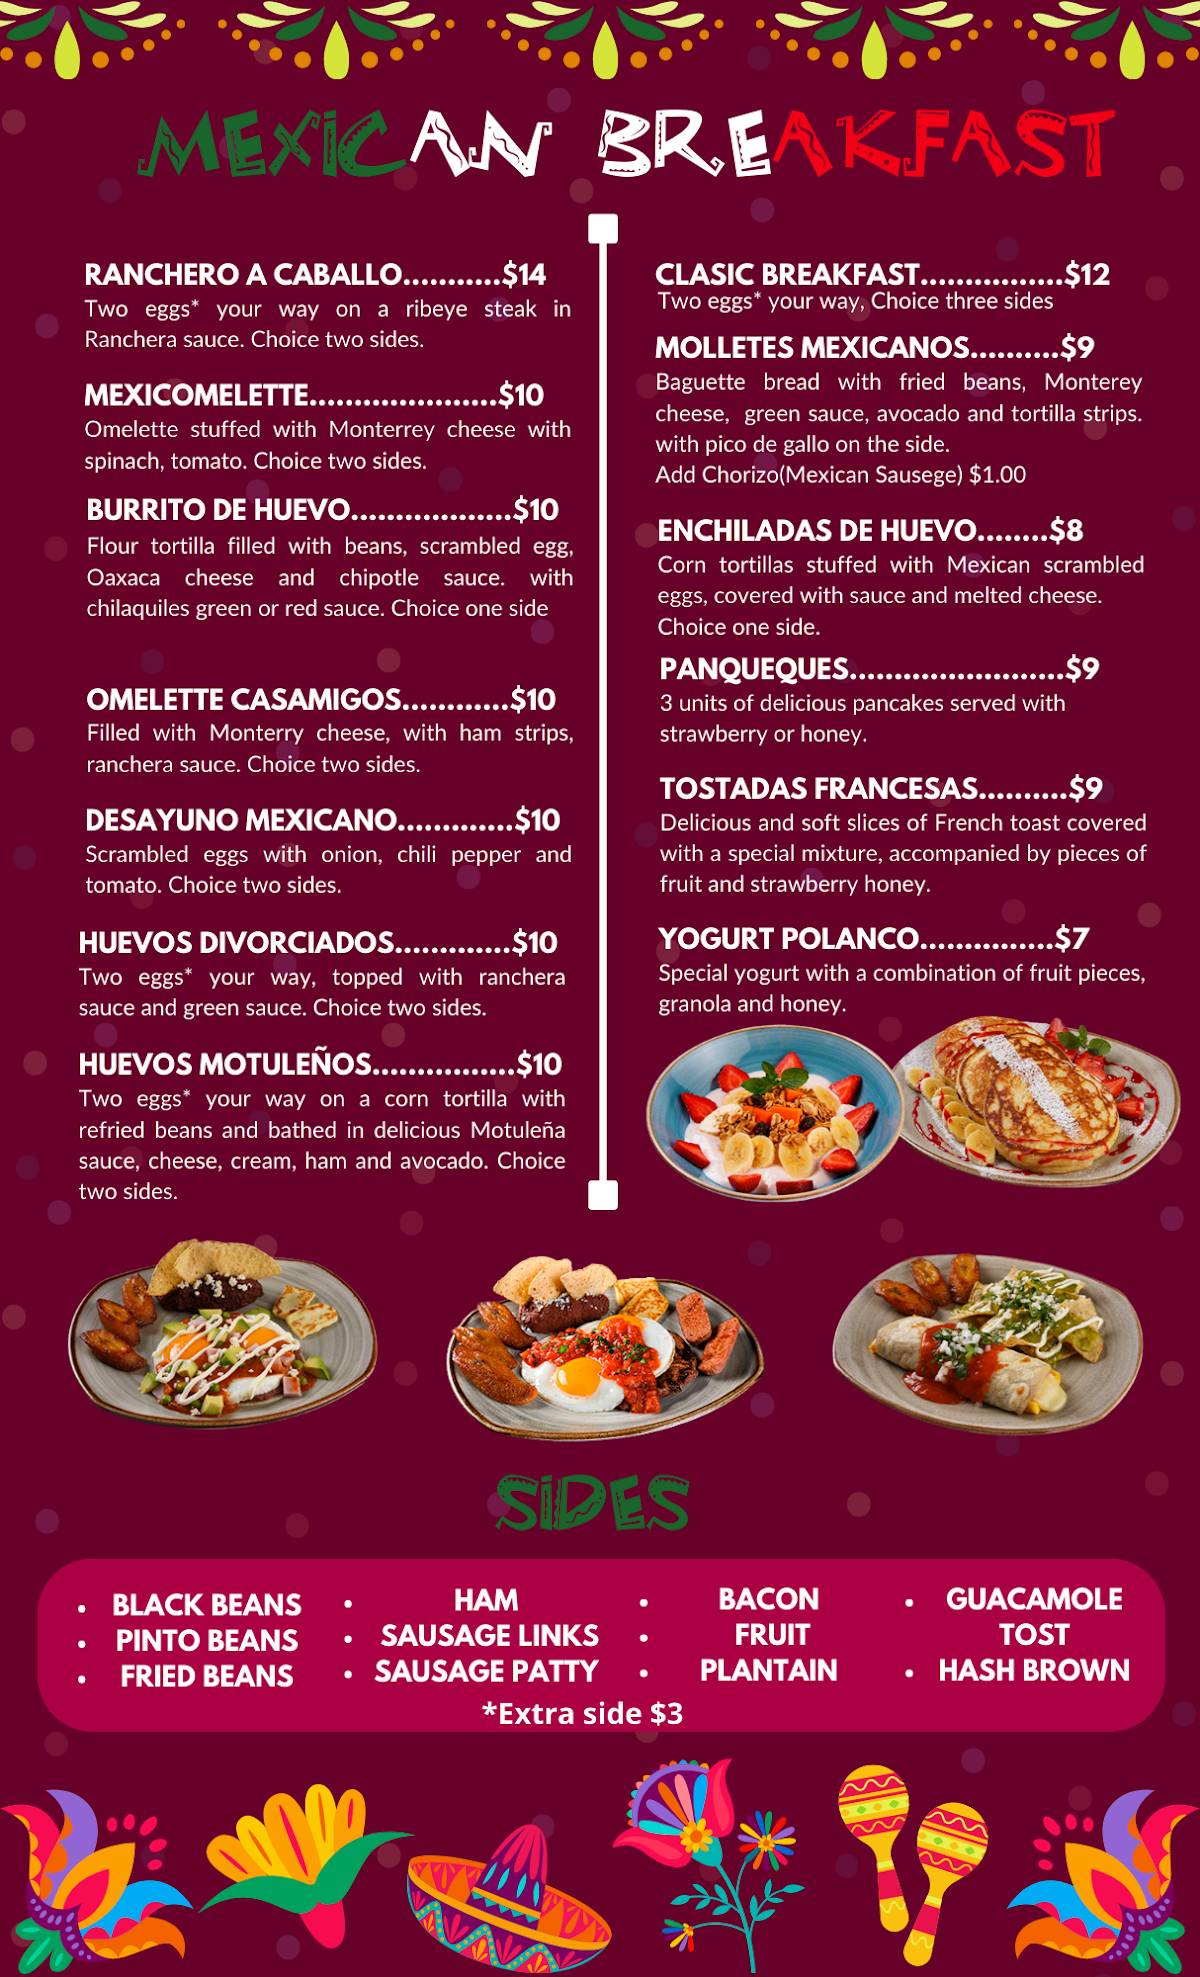 MEXICAN BREAKFAST
RANCHERO A CABALLO...........$14
Two eggs* your way on a ribeye steak in
Ranchera sauce. Choice two sides.
MEXICOMELETTE.....................$10
Omelette stuffed with Monterrey cheese with
spinach, tomato. Choice two sides.
BURRITO DE HUEVO..................$10
Flour tortilla filled with beans, scrambled egg,
Oaxaca cheese and chipotle sauce. with
chilaquiles green or red sauce. Choice one side
OMELETTE CASAMIGOS............$10
Filled with Monterry cheese, with ham strips,
ranchera sauce. Choice two sides.
DESAYUNO MEXICANO.............$10
Scrambled eggs with onion, chili pepper and
tomato. Choice two sides.
HUEVOS DIVORCIADOS.............$10
Two eggs* your way, topped with ranchera
sauce and green sauce. Choice two sides.
HUEVOS MOTULEÑOS................$10
Two eggs* your way on a corn tortilla with
refried beans and bathed in delicious Motuleña
sauce, cheese, cream, ham and avocado. Choice
two sides.
CLASIC BREAKFAST................$12
Two eggs* your way, Choice three sides
MOLLETES MEXICANOS..........$9
Baguette bread with fried beans, Monterey
cheese, green sauce, avocado and tortilla strips.
with pico de gallo on the side.
Add Chorizo(Mexican Sausege) $1.00
ENCHILADAS DE HUEVO........$8
Corn tortillas stuffed with Mexican scrambled
eggs, covered with sauce and melted cheese.
Choice one side.
PANQUEQUES........................$9
3 units of delicious pancakes served with
strawberry or honey.
TOSTADAS FRANCESAS..........$9
Delicious and soft slices of French toast covered
with a special mixture, accompanied by pieces of
fruit and strawberry honey.
YOGURT POLANCO...............$7
Special yogurt with a combination of fruit pieces,
granola and honey.
SIDES
• BLACK BEANS
• PINTO BEANS
• FRIED BEANS
• HAM
• SAUSAGE LINKS
• SAUSAGE PATTY
• BACON
• FRUIT
• PLANTAIN
• GUACAMOLE
TOST
• HASH BROWN
*Extra side $3